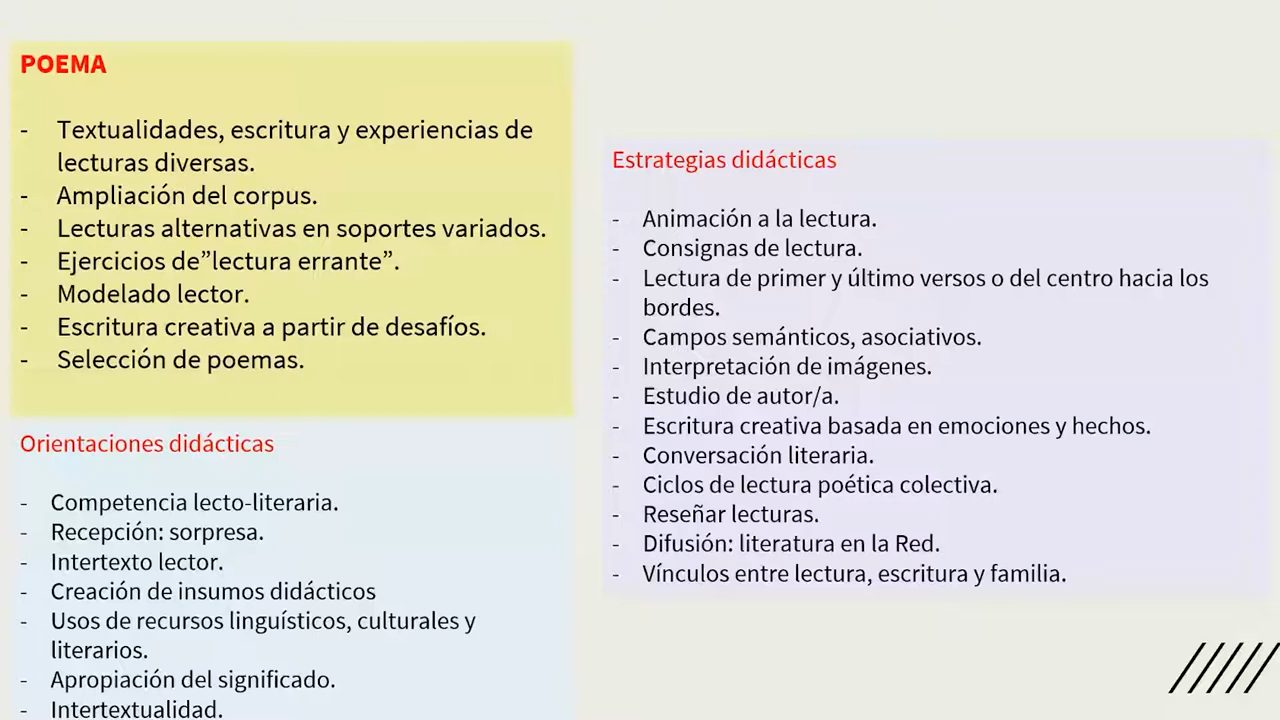 POEMA
- Textualidades, escritura y experiencias de
lecturas diversas.
- Ampliación del corpus.
- Lecturas alternativas en soportes variados.
- Ejercicios de”lectura errante”.
- Modelado lector.
- Escritura creativa a partir de desafíos.
- Selección de poemas.
Orientaciones didácticas
- Competencia lecto-literaria.
- Recepción: sorpresa.
- Intertexto lector.
- Creación de insumos didácticos
- Usos de recursos linguísticos, culturales y
literarios.
- Apropiación del significado.
- Intertextualidad.
Estrategias didácticas
- Animación a la lectura.
- Consignas de lectura.
- Lectura de primer y último versos o del centro hacia los
bordes.
- Campos semánticos, asociativos.
- Interpretación de imágenes.
- Estudio de autor/a.
- Escritura creativa basada en emociones y hechos.
- Conversación literaria.
- Ciclos de lectura poética colectiva.
- Reseñar lecturas.
- Difusión: literatura en la Red.
- Vínculos entre lectura, escritura y familia.